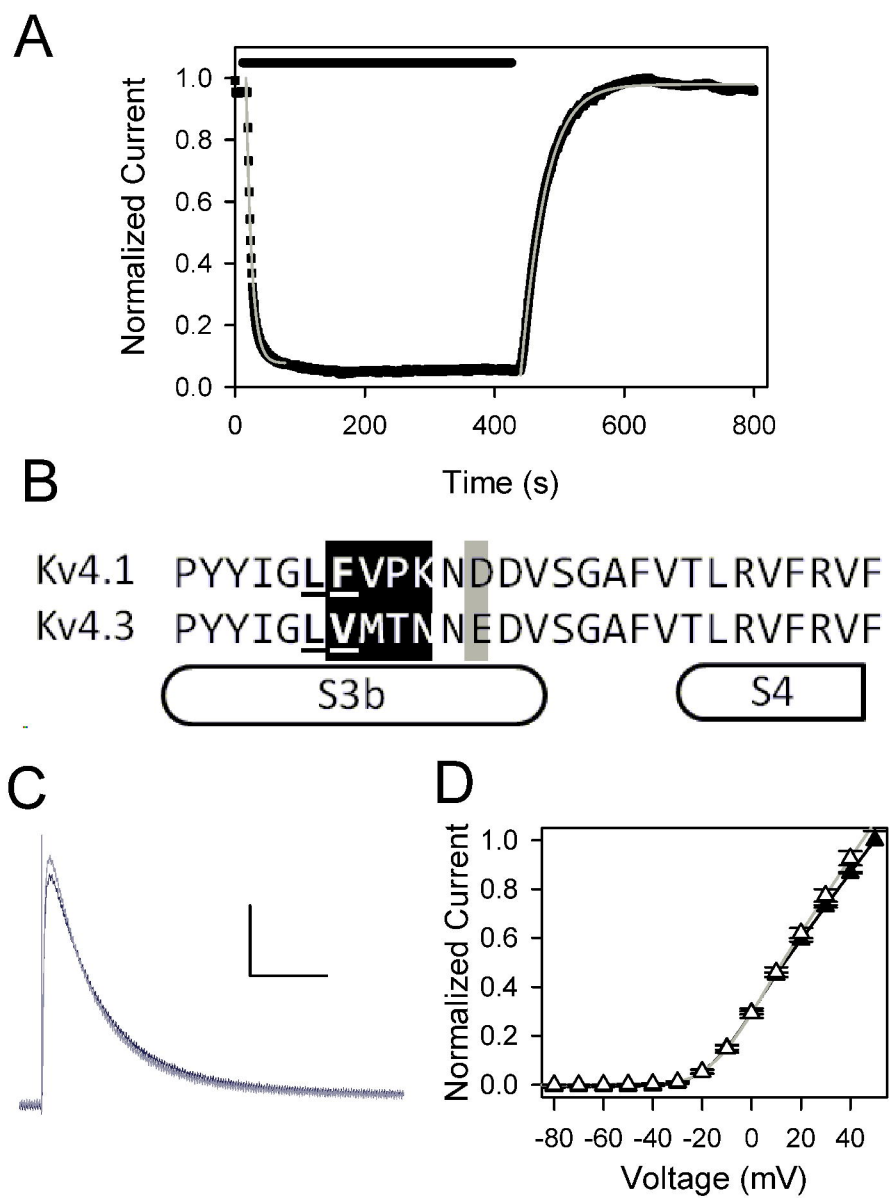 A
Normalized Current
1.0
0.8
0.6
0.4
0.2
0.0
0 200 400 600 800
Time (s)
B
Kv4.1 PYYIGLFVPKNDDVSGAFVTLRVFRVF
Kv4.3 PYYIGLVMTNNEDVSGAFVTLRVFRVF
S3b S4
C
D
Normalized Current
1.0
0.8
0.6
0.4
0.2
0.0
-80 -60 -40 -20 0 20 40
Voltage (mV)